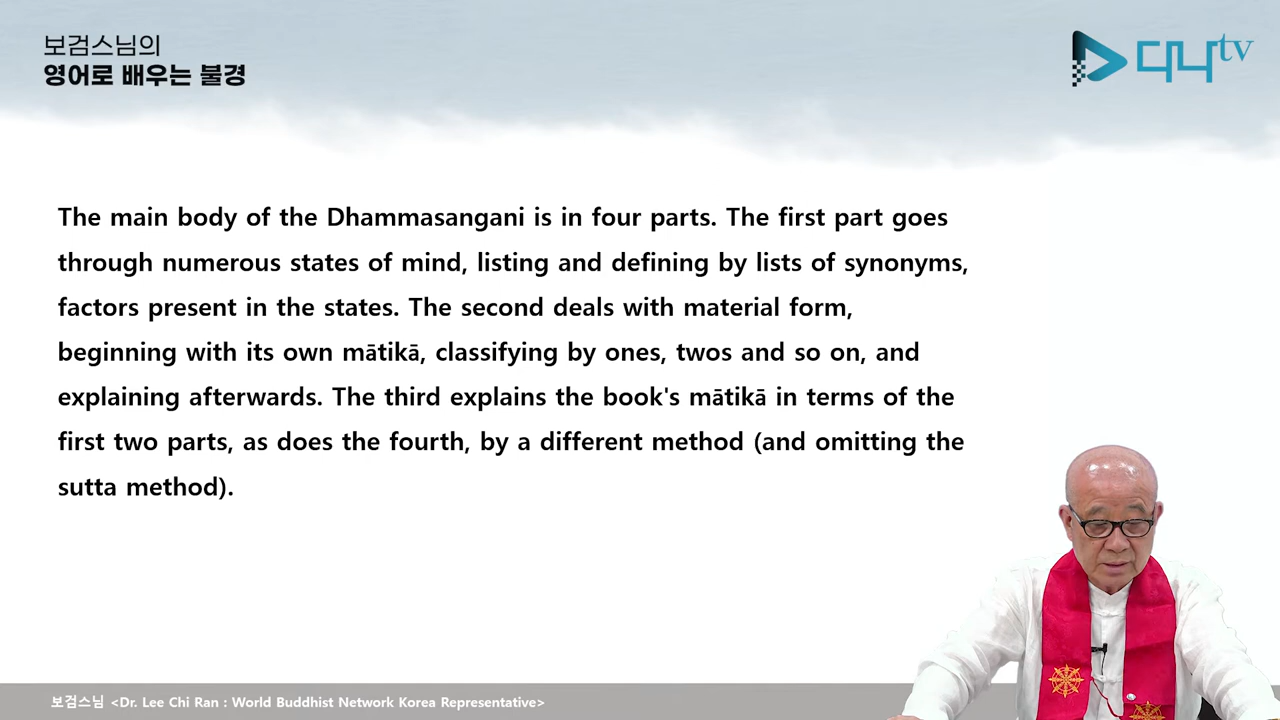 보검스님의
영어로 배우는 불경
다나tv
The main body of the Dhammasangani is in four parts. The first part goes
through numerous states of mind, listing and defining by lists of synonyms,
factors present in the states. The second deals with material form,
beginning with its own mātikā, classifying by ones, twos and so on, and
explaining afterwards. The third explains the book's mātikā in terms of the
first two parts, as does the fourth, by a different method (and omitting the
sutta method).
보검스님 <Dr. Lee Chi Ran : World Buddhist Network Korea Representative>